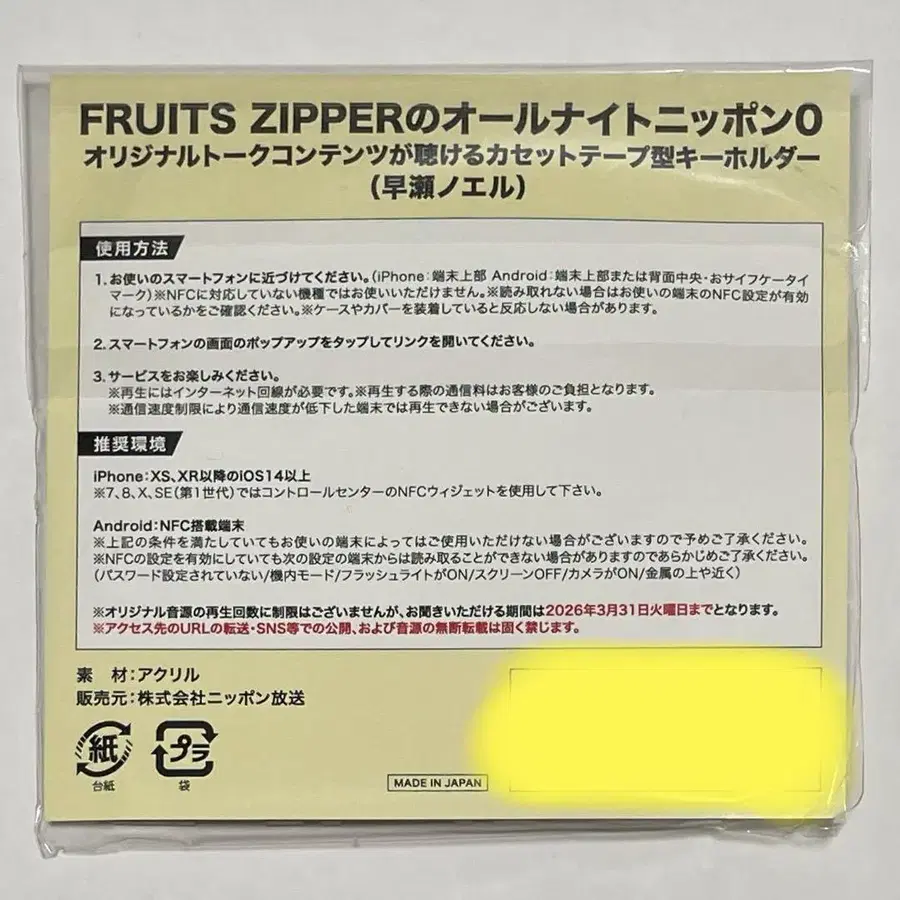 FRUITS ZIPPERのオールナイトニッポン0
オリジナルトークコンテンツが聴けるカセットテープ型キーホルダー
(早瀬ノエル)
使用方法
1. お使いのスマートフォンに近づけてください。(iPhone:端末上部 Android:端末上部または背面中央・おサイフケータイ
マーク)※NFCに対応していない機種ではお使いいただけません。※読み取れない場合はお使いの端末のNFC設定が有効
になっているかをご確認ください。※ケースやカバーを装着していると反応しない場合があります。
2. スマートフォンの画面のポップアップをタップしてリンクを開いてください。
3. サービスをお楽しみください。
※再生にはインターネット回線が必要です。※再生する際の通信料はお客様のご負担となります。
※通信速度制限により通信速度が低下した端末では再生できない場合がございます。
推奨環境
iPhone:XS、XR以降のiOS14以上
※7、8、X、SE(第1世代)ではコントロールセンターのNFCウィジェットを使用して下さい。
Android:NFC搭載端末
※上記の条件を満たしていてもお使いの端末によってはご使用いただけない場合がございますので予めご了承ください。
※NFCの設定を有効にしていても次の設定の端末からは読み取ることができない場合がありますのであらかじめご了承ください。
(パスワード設定されていない/機内モード/フラッシュライトがON/スクリーンOFF/カメラがON/金属の上や近く)
※オリジナル音源の再生回数に制限はございませんが、お聞きいただける期間は2026年3月31日火曜日までとなります。
※アクセス先のURLの転送・SNS等での公開、および音源の無断転載は固く禁じます。
素 材:アクリル
販売元:株式会社ニッポン放送
紙
台紙
プラ
袋
MADE IN JAPAN